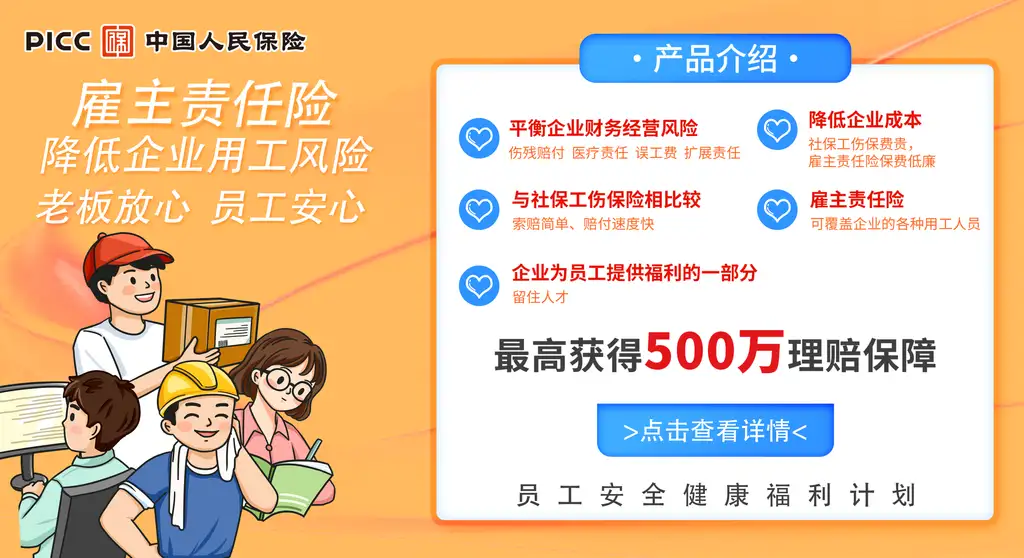 PICC 中国人民保险
雇主责任险
降低企业用工风险
老板放心 员工安心
· 产品介绍 ·
平衡企业财务经营风险
伤残赔付 医疗责任 误工费 扩展责任
降低企业成本
社保工伤保费贵，
雇主责任险保费低廉
与社保工伤保险相比较
索赔简单、赔付速度快
雇主责任险
可覆盖企业的各种用工人员
企业为员工提供福利的一部分
留住人才
最高获得500万理赔保障
>点击查看详情<
员工安全健康福利计划